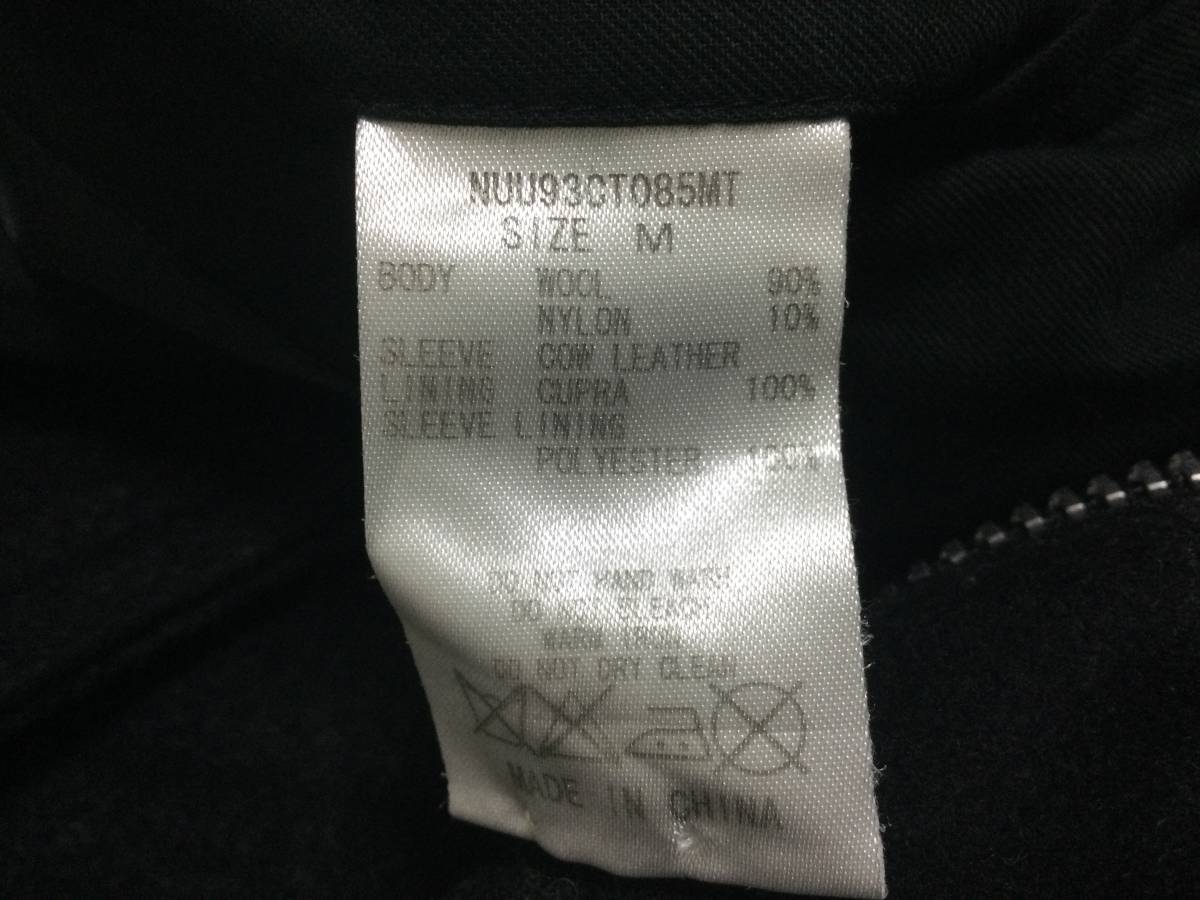 NUU93CT085MT
SIZE M
BODY WOOL 90%
NYLON 10%
SLEEVE COW LEATHER
LINING CUPRA 100%
SLEEVE LINING
POLYESTER 100%
DO NOT HAND WASH
DO NOT BLEACH
WARM IRON
DO NOT DRY CLEAN
MADE IN CHINA